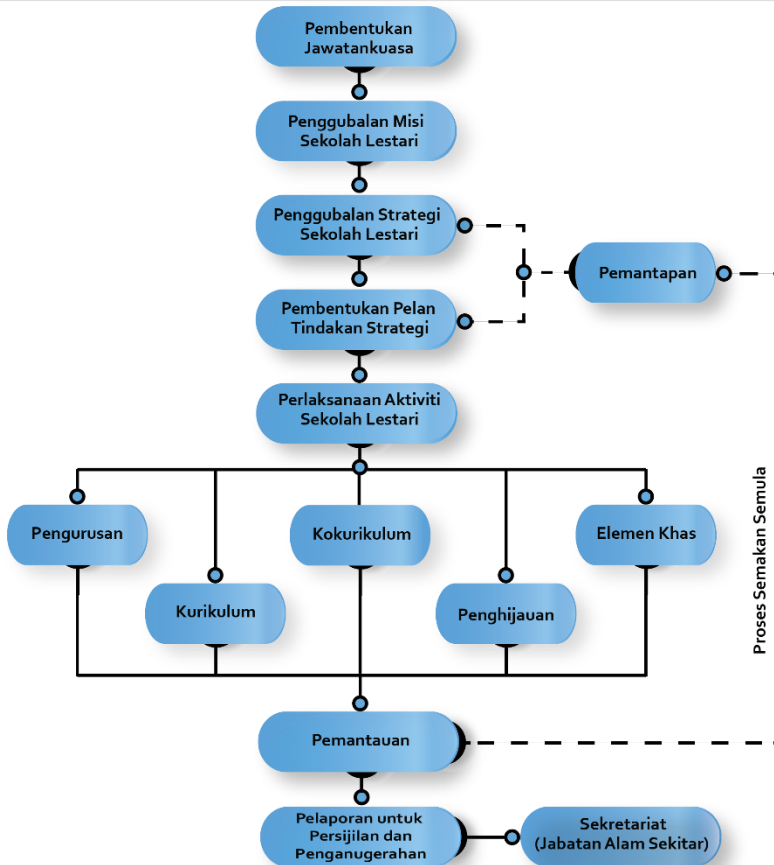 Pembentukan
Jawatankuasa
Penggubalan Misi
Sekolah Lestari
Penggubalan Strategi
Sekolah Lestari
Pemantapan
Pembentukan Pelan
Tindakan Strategi
Perlaksanaan Aktiviti
Sekolah Lestari
Pengurusan
Kokurikulum
Elemen Khas
Kurikulum
Penghijauan
Proses Semakan Semula
Pemantauan
Pelaporan untuk
Persijilan dan
Penganugerahan
Sekretariat
(Jabatan Alam Sekitar)